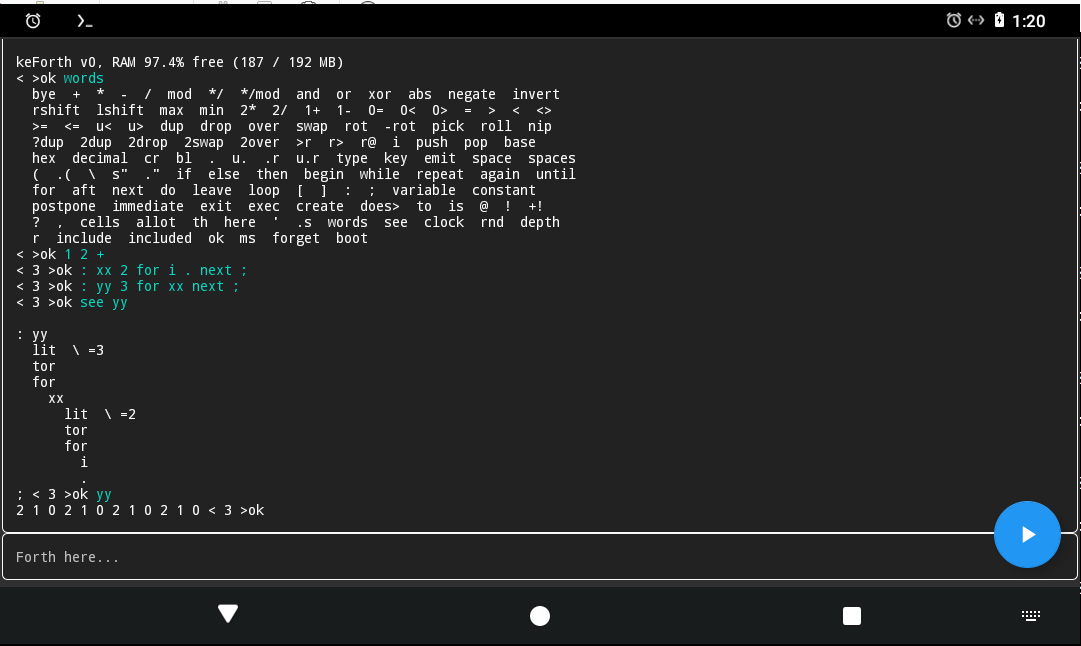 1:20
keForth v0, RAM 97.4% free (187 / 192 MB)
< >ok words
bye + * - / mod */ */mod and or xor abs negate invert
rshift lshift max min 2* 2/ 1+ 1- 0= 0< 0> = > < <>
>= <= u< u> dup drop over swap rot -rot pick roll nip
?dup 2dup 2drop 2swap 2over >r r> r@ i push pop base
hex decimal cr bl . u. .r u.r type key emit space spaces
( .( \ s" ." if else then begin while repeat again until
for aft next do leave loop [ ] : ; variable constant
postpone immediate exit exec create does> to is @ ! +!
? , cells allot th here ' .s words see clock rnd depth
r include included ok ms forget boot
< >ok 1 2 +
< 3 >ok : xx 2 for i . next ;
< 3 >ok : yy 3 for xx next ;
< 3 >ok see yy
: yy
lit \ =3
tor
for
xx
lit \ =2
tor
for
i
.
; < 3 >ok yy
2 1 0 2 1 0 2 1 0 2 1 0 < 3 >ok
Forth here...